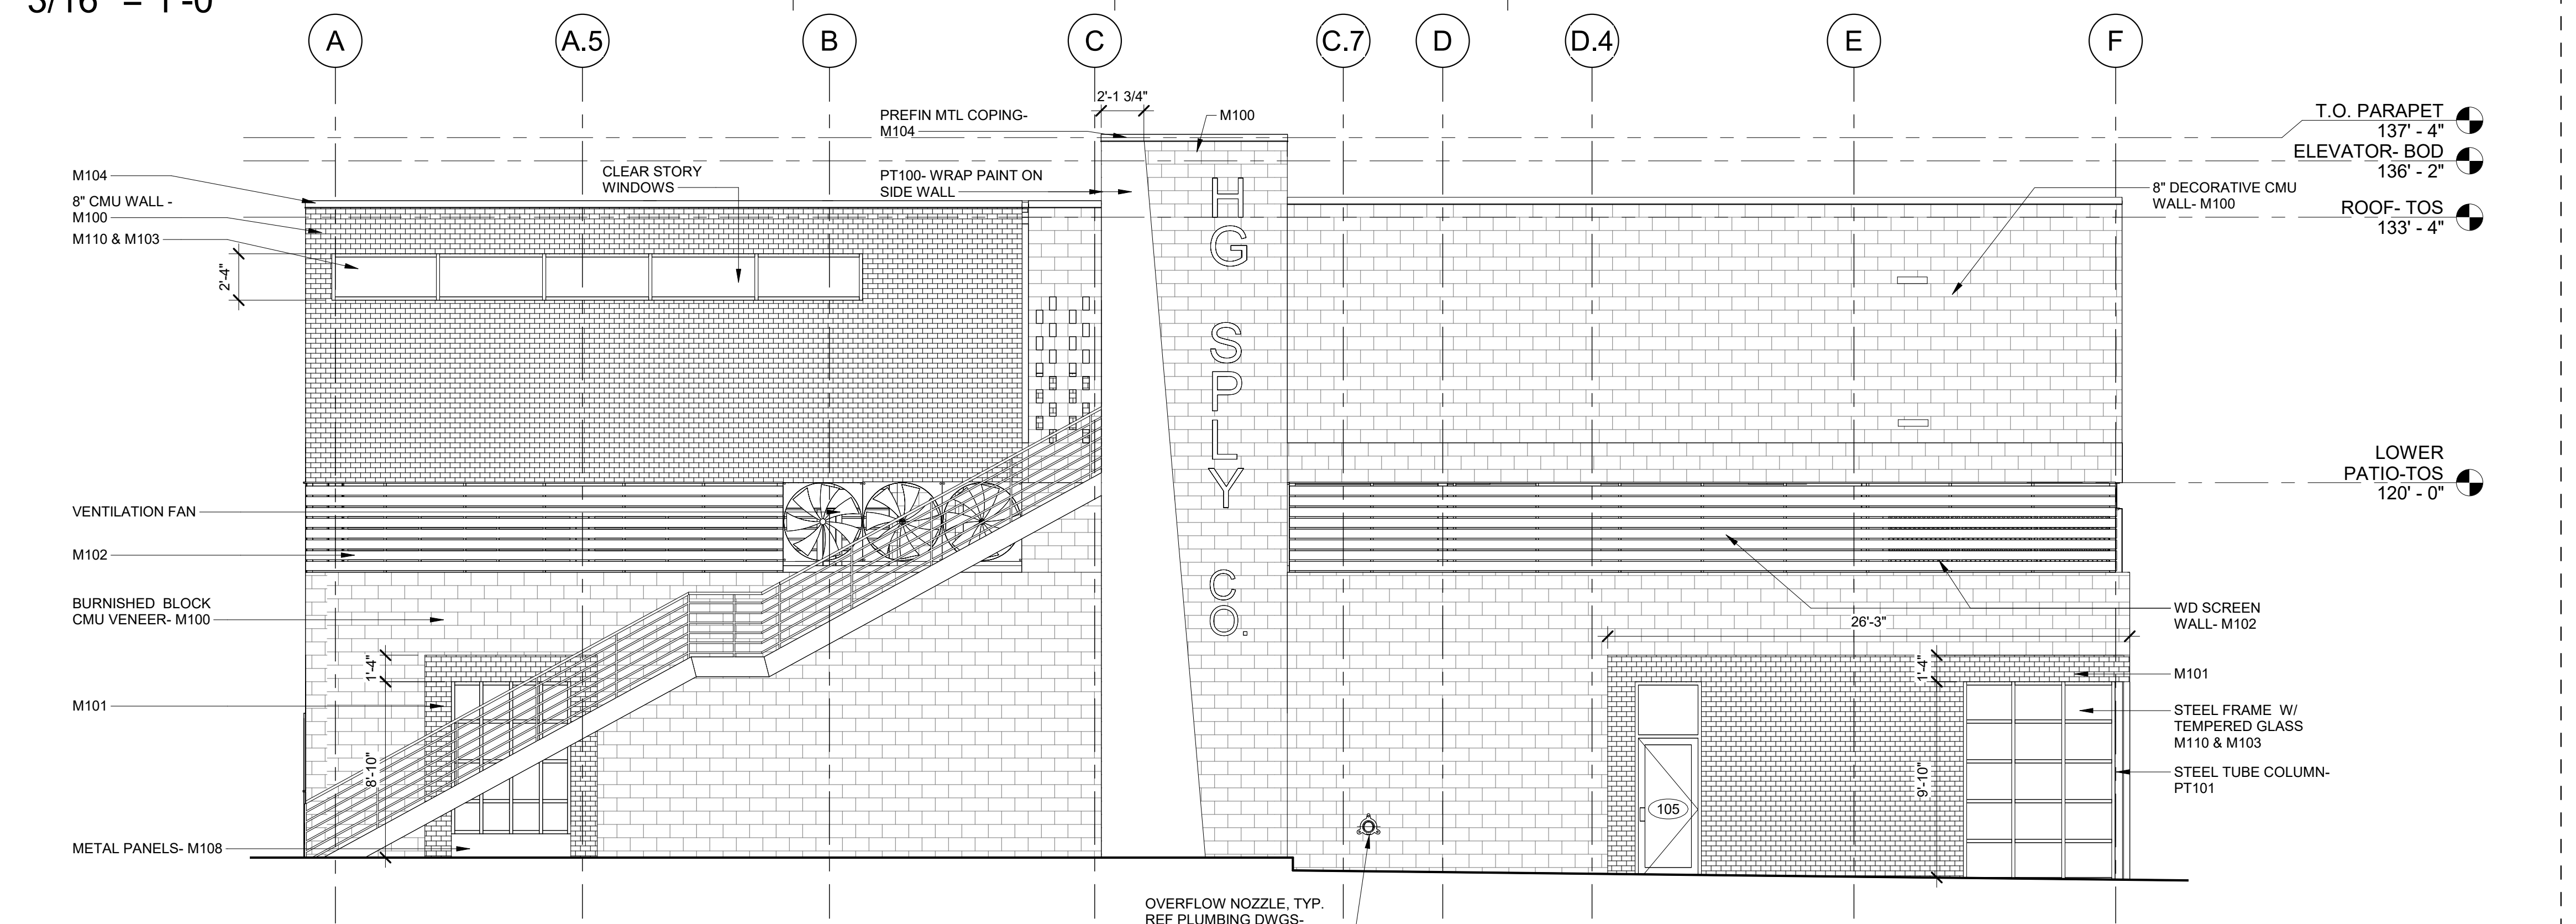 3/16" = 1'-0"
A
A.5
B
C
C.7
D
D.4
E
F
2'-1 3/4"
PREFIN MTL COPING-
M104
M100
T.O. PARAPET
137' - 4"
ELEVATOR- BOD
136' - 2"
ROOF- TOS
133' - 4"
M104
8" CMU WALL -
M100
M110 & M103
2'-4"
CLEAR STORY
WINDOWS
PT100- WRAP PAINT ON
SIDE WALL
8" DECORATIVE CMU
WALL- M100
H
G
S
P
L
Y
C
O.
LOWER
PATIO-TOS
120' - 0"
VENTILATION FAN
M102
BURNISHED BLOCK
CMU VENEER- M100
1'-4"
M101
8'-10"
METAL PANELS- M108
WD SCREEN
WALL- M102
26'-3"
1'-4"
M101
STEEL FRAME W/
TEMPERED GLASS
M110 & M103
9'-10"
STEEL TUBE COLUMN-
PT101
105
OVERFLOW NOZZLE, TYP.
REF PLUMBING DWGS-